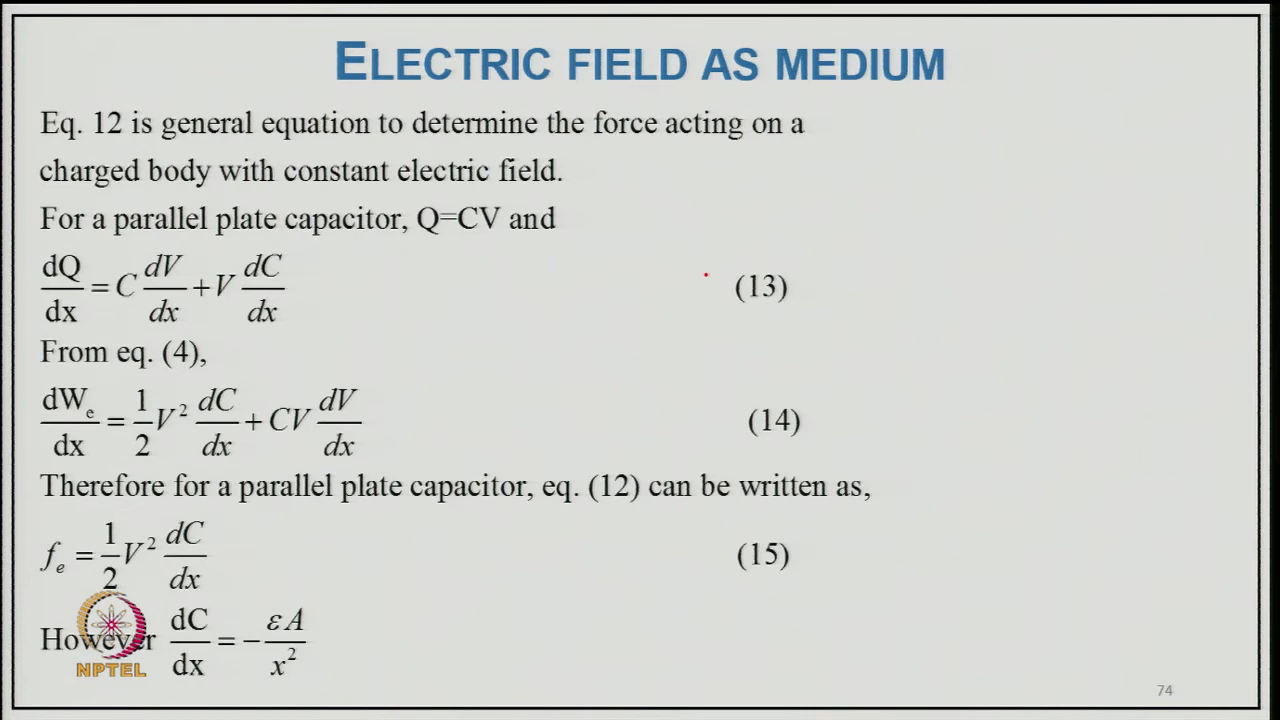 ELECTRIC FIELD AS MEDIUM
Eq. 12 is general equation to determine the force acting on a
charged body with constant electric field.
For a parallel plate capacitor, Q=CV and
dQ/dx = C dV/dx + V dC/dx (13)
From eq. (4),
dWₑ/dx = 1/2 V² dC/dx + CV dV/dx (14)
Therefore for a parallel plate capacitor, eq. (12) can be written as,
fₑ = 1/2 V² dC/dx (15)
However dC/dx = − εA/x²
NPTEL
74